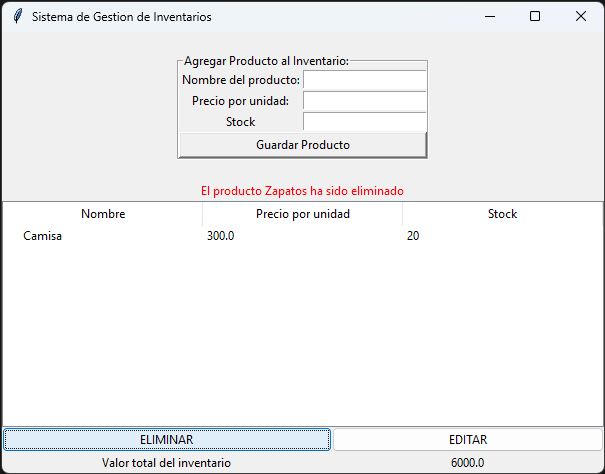 Sistema de Gestion de Inventarios
Agregar Producto al Inventario:
Nombre del producto:
Precio por unidad:
Stock
Guardar Producto
El producto Zapatos ha sido eliminado
Nombre Precio por unidad Stock
Camisa 300.0 20
ELIMINAR EDITAR
Valor total del inventario 6000.0